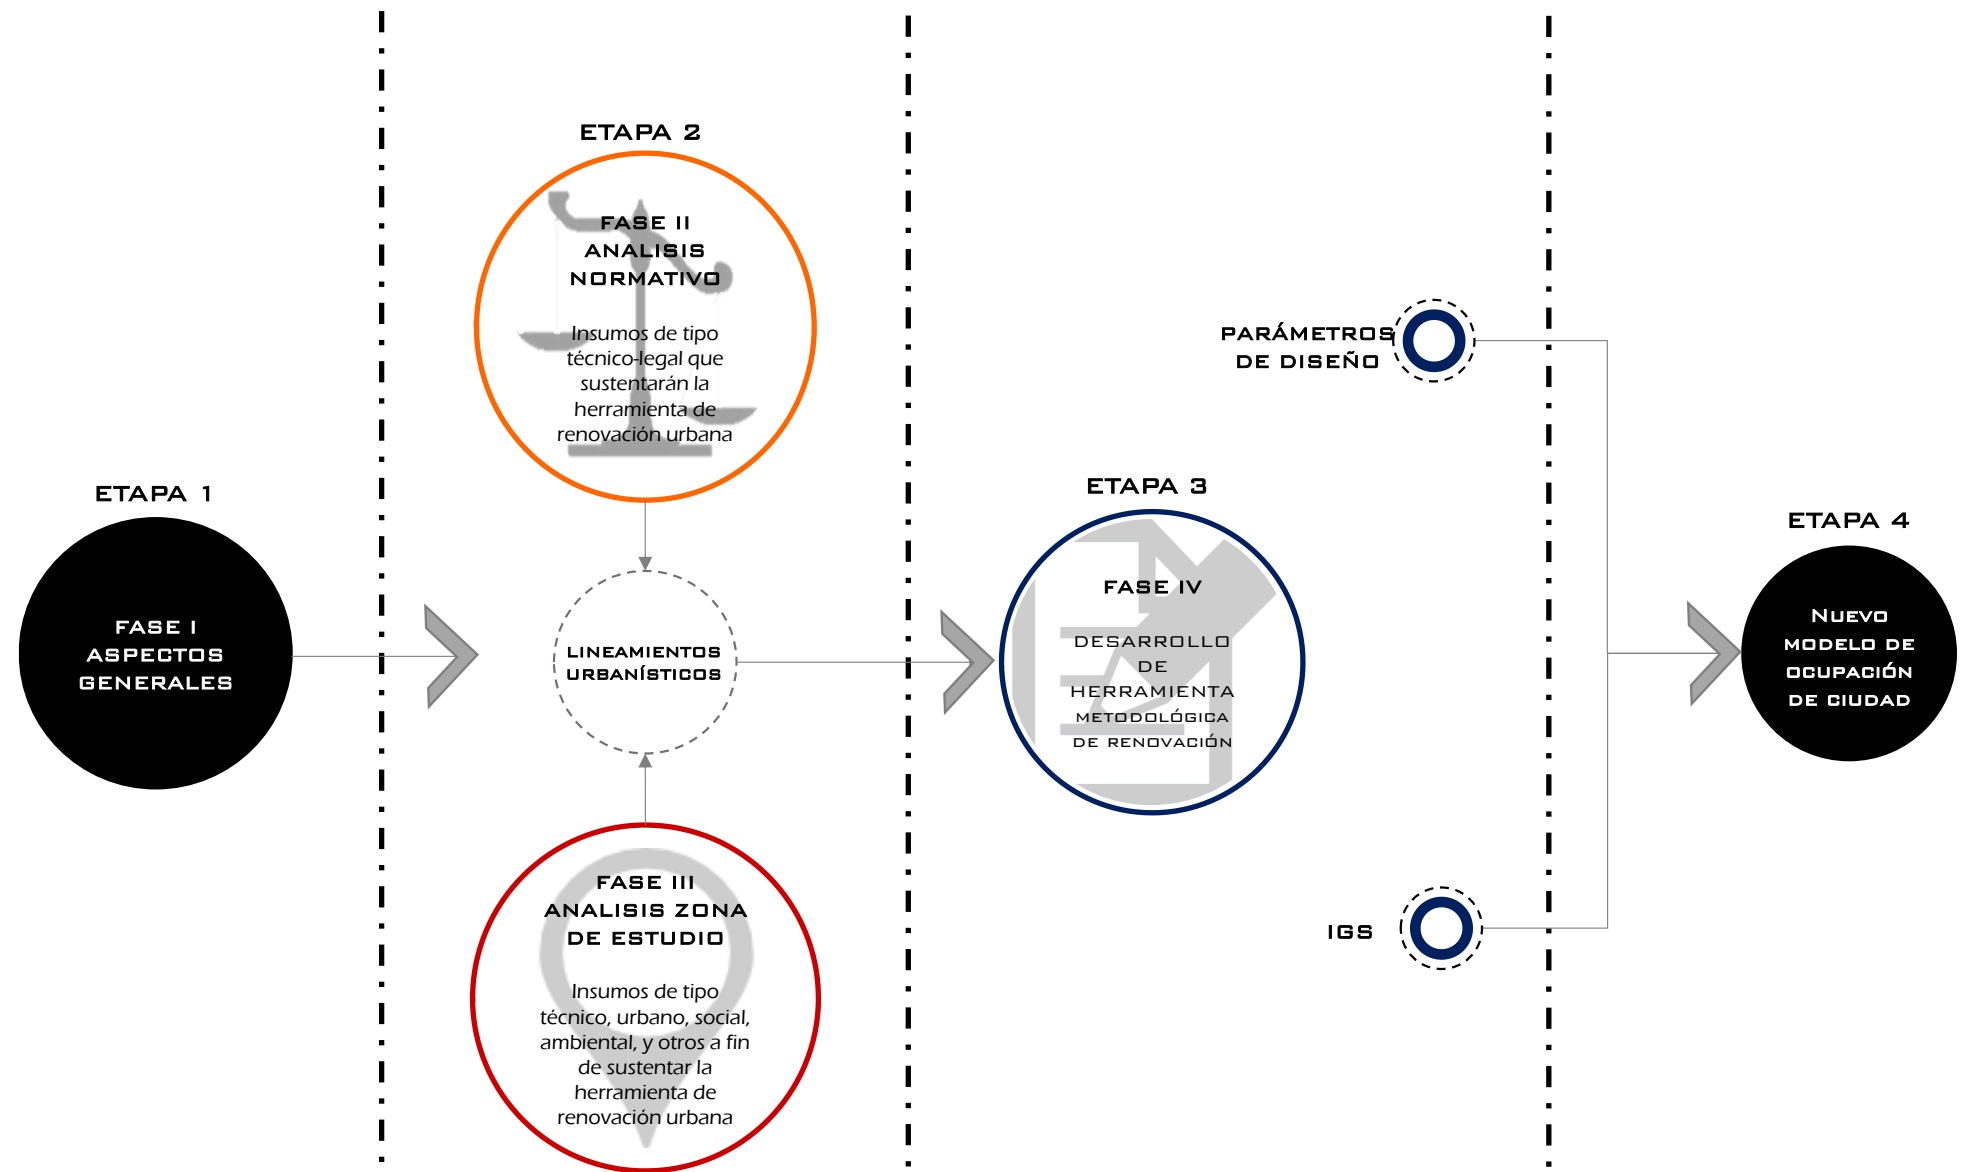 ETAPA 1
FASE I
ASPECTOS
GENERALES
ETAPA 2
FASE II
ANALISIS
NORMATIVO
Insumos de tipo
técnico-legal que
sustentarán la
herramienta de
renovación urbana
LINEAMIENTOS
URBANÍSTICOS
FASE III
ANALISIS ZONA
DE ESTUDIO
Insumos de tipo
técnico, urbano, social,
ambiental, y otros a fin
de sustentar la
herramienta de
renovación urbana
ETAPA 3
FASE IV
DESARROLLO
DE
HERRAMIENTA
METODOLÓGICA
DE RENOVACIÓN
PARÁMETROS
DE DISEÑO
IGS
ETAPA 4
NUEVO
MODELO DE
OCUPACIÓN
DE CIUDAD